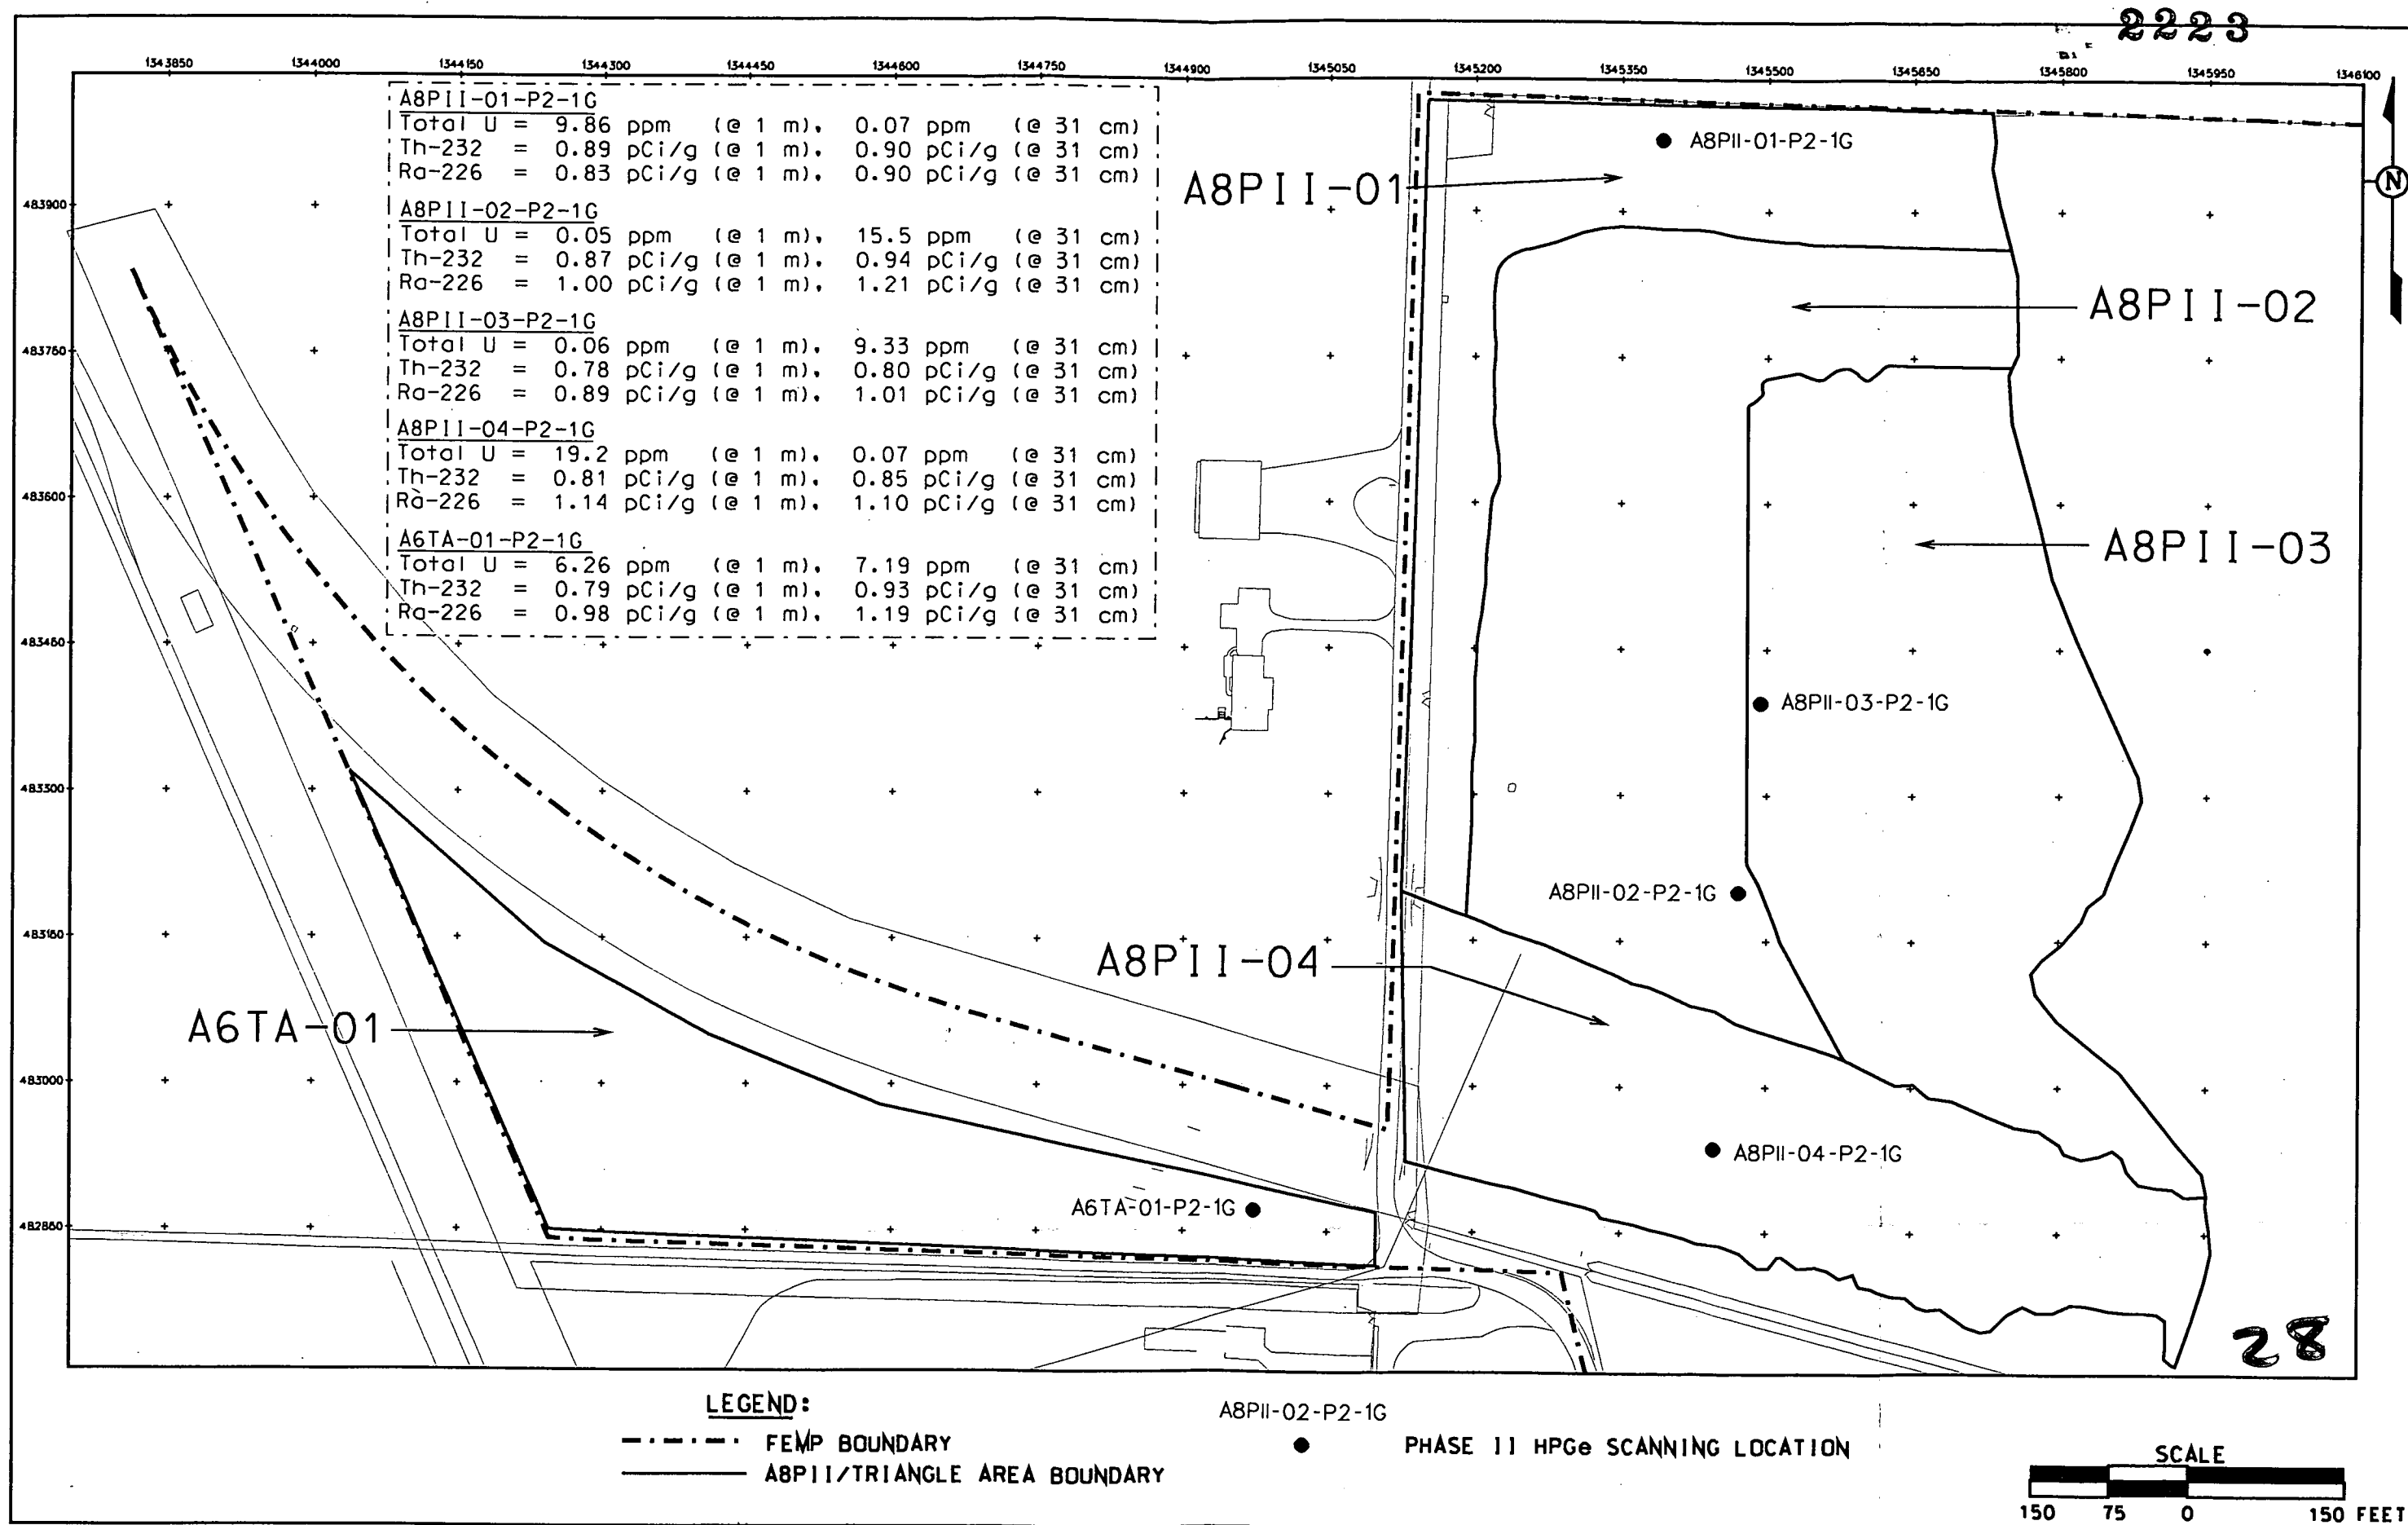 2223
1343850 1344000 1344150 1344300 1344450 1344600 1344750 1344900 1345050 1345200 1345350 1345500 1345650 1345800 1345950 1346100
A8PII-01-P2-1G
Total U = 9.86 ppm (@ 1 m), 0.07 ppm (@ 31 cm)
Th-232 = 0.89 pCi/g (@ 1 m), 0.90 pCi/g (@ 31 cm)
Ra-226 = 0.83 pCi/g (@ 1 m), 0.90 pCi/g (@ 31 cm)
A8PII-02-P2-1G
Total U = 0.05 ppm (@ 1 m), 15.5 ppm (@ 31 cm)
Th-232 = 0.87 pCi/g (@ 1 m), 0.94 pCi/g (@ 31 cm)
Ra-226 = 1.00 pCi/g (@ 1 m), 1.21 pCi/g (@ 31 cm)
A8PII-03-P2-1G
Total U = 0.06 ppm (@ 1 m), 9.33 ppm (@ 31 cm)
Th-232 = 0.78 pCi/g (@ 1 m), 0.80 pCi/g (@ 31 cm)
Ra-226 = 0.89 pCi/g (@ 1 m), 1.01 pCi/g (@ 31 cm)
A8PII-04-P2-1G
Total U = 19.2 ppm (@ 1 m), 0.07 ppm (@ 31 cm)
Th-232 = 0.81 pCi/g (@ 1 m), 0.85 pCi/g (@ 31 cm)
Ra-226 = 1.14 pCi/g (@ 1 m), 1.10 pCi/g (@ 31 cm)
A6TA-01-P2-1G
Total U = 6.26 ppm (@ 1 m), 7.19 ppm (@ 31 cm)
Th-232 = 0.79 pCi/g (@ 1 m), 0.93 pCi/g (@ 31 cm)
Ra-226 = 0.98 pCi/g (@ 1 m), 1.19 pCi/g (@ 31 cm)
A8PII-01-P2-1G
A8PII-01
N
483900
A8PII-02
483750
483600
A8PII-03
483450
A8PII-03-P2-1G
483300
A8PII-02-P2-1G
483150
A8PII-04
A6TA-01
483000
A8PII-04-P2-1G
A6TA-01-P2-1G
482850
28
LEGEND:
FEMP BOUNDARY
A8PII/TRIANGLE AREA BOUNDARY
A8PII-02-P2-1G
PHASE II HPGe SCANNING LOCATION
SCALE
150 75 0 150 FEET